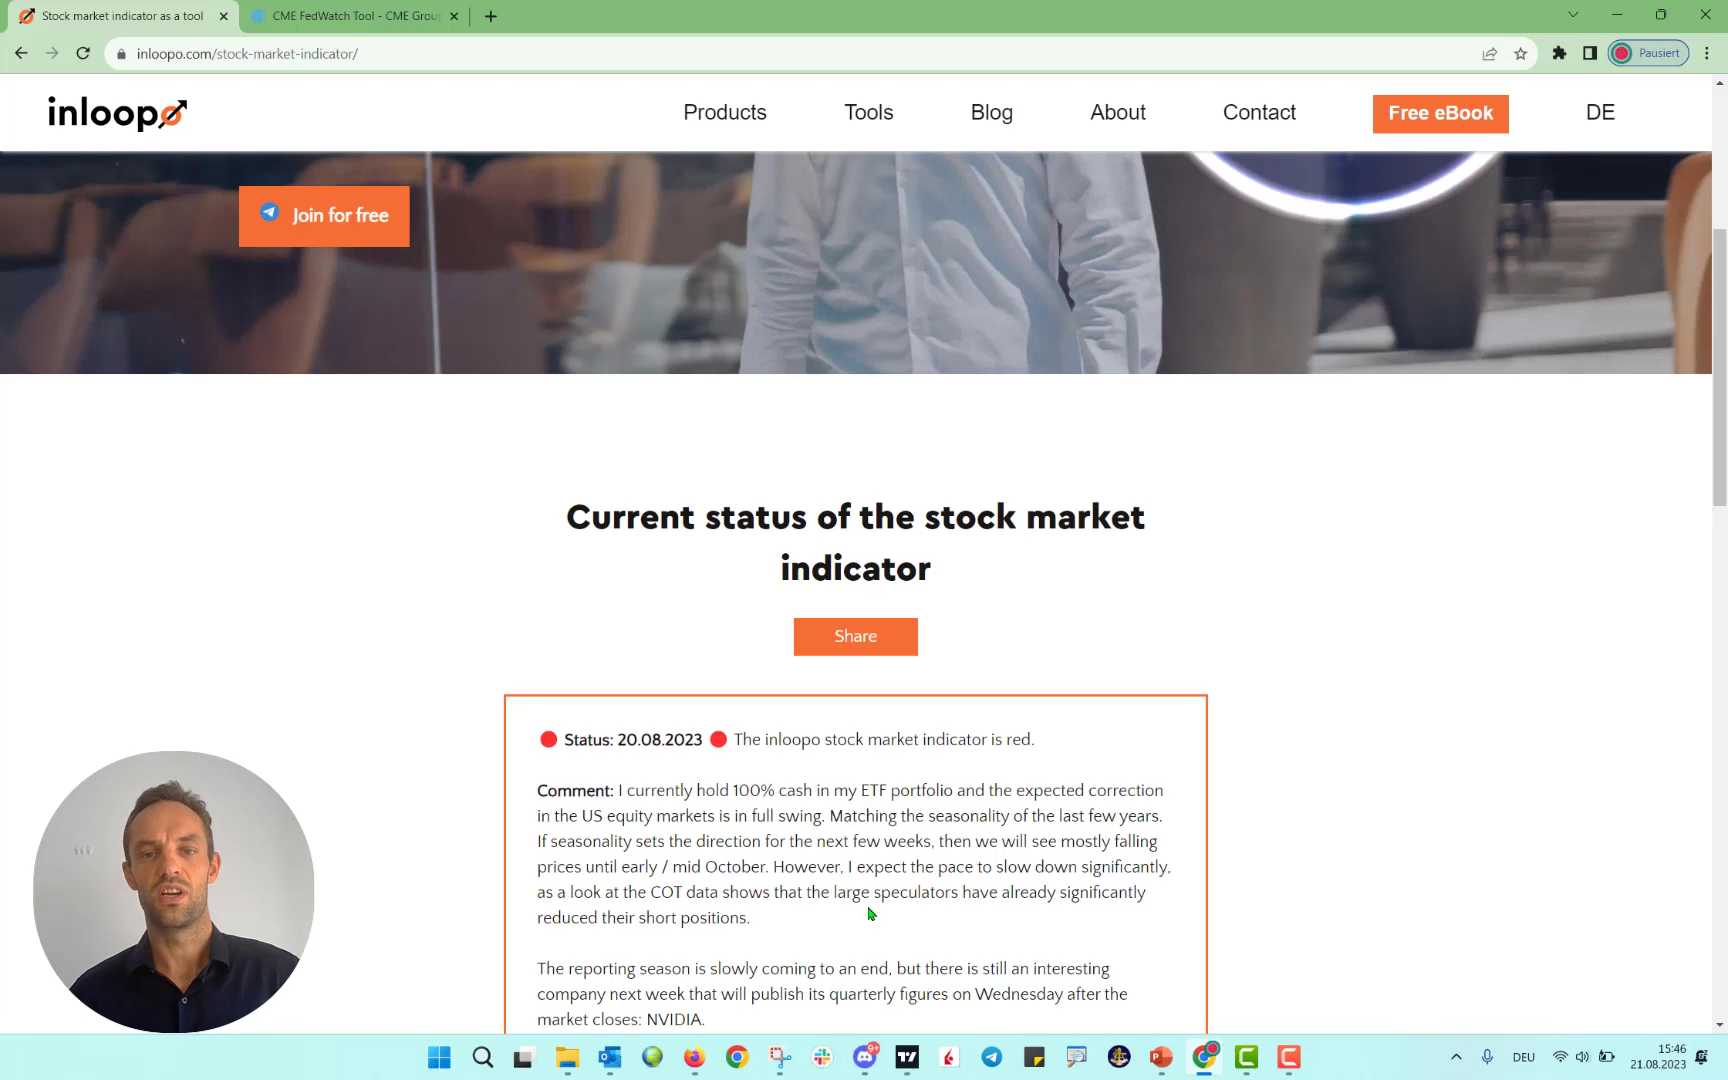 Stock market indicator as a tool
CME FedWatch Tool - CME Grou
inloopo.com/stock-market-indicator/
Pausiert
inloopo
Products
Tools
Blog
About
Contact
Free eBook
DE
Join for free
Current status of the stock market
indicator
Share
Status: 20.08.2023 The inloopo stock market indicator is red.
Comment: I currently hold 100% cash in my ETF portfolio and the expected correction
in the US equity markets is in full swing. Matching the seasonality of the last few years.
If seasonality sets the direction for the next few weeks, then we will see mostly falling
prices until early / mid October. However, I expect the pace to slow down significantly,
as a look at the COT data shows that the large speculators have already significantly
reduced their short positions.
The reporting season is slowly coming to an end, but there is still an interesting
company next week that will publish its quarterly figures on Wednesday after the
market closes: NVIDIA.
9+
DEU
15:46
21.08.2023